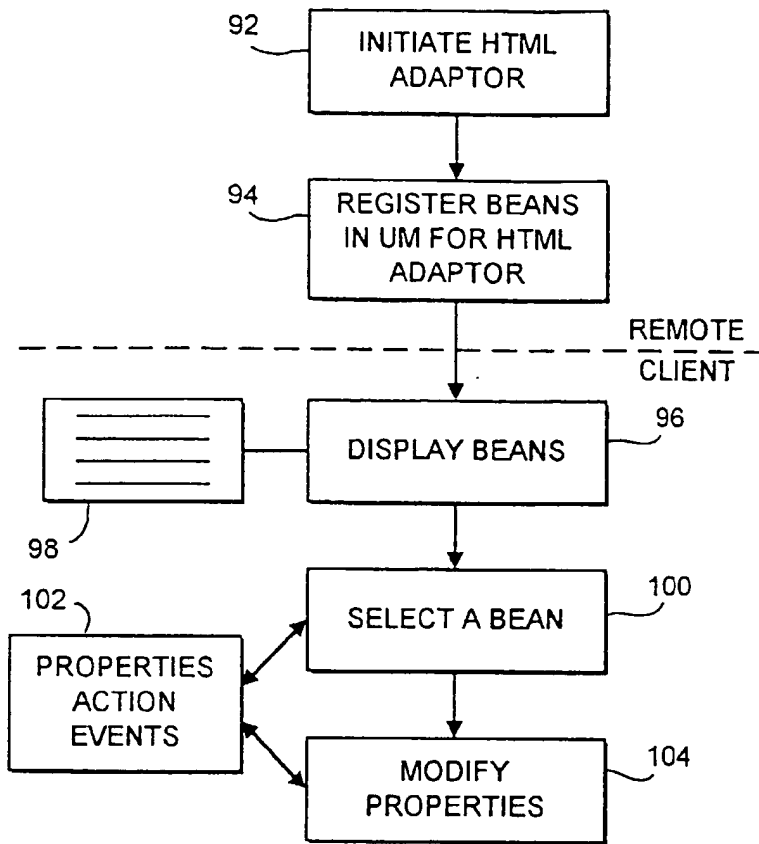 92
INITIATE HTML
ADAPTOR
94
REGISTER BEANS
IN UM FOR HTML
ADAPTOR
REMOTE
CLIENT
96
DISPLAY BEANS
98
100
SELECT A BEAN
102
PROPERTIES
ACTION
EVENTS
104
MODIFY
PROPERTIES